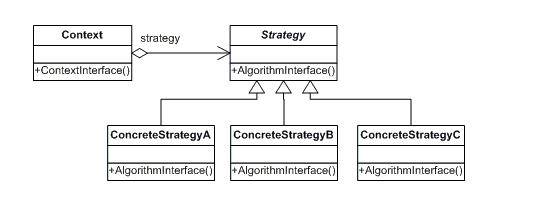 Context
strategy
Strategy
+ContextInterface()
+AlgorithmInterface()
ConcreteStrategyA
ConcreteStrategyB
ConcreteStrategyC
+AlgorithmInterface()
+AlgorithmInterface()
+AlgorithmInterface()